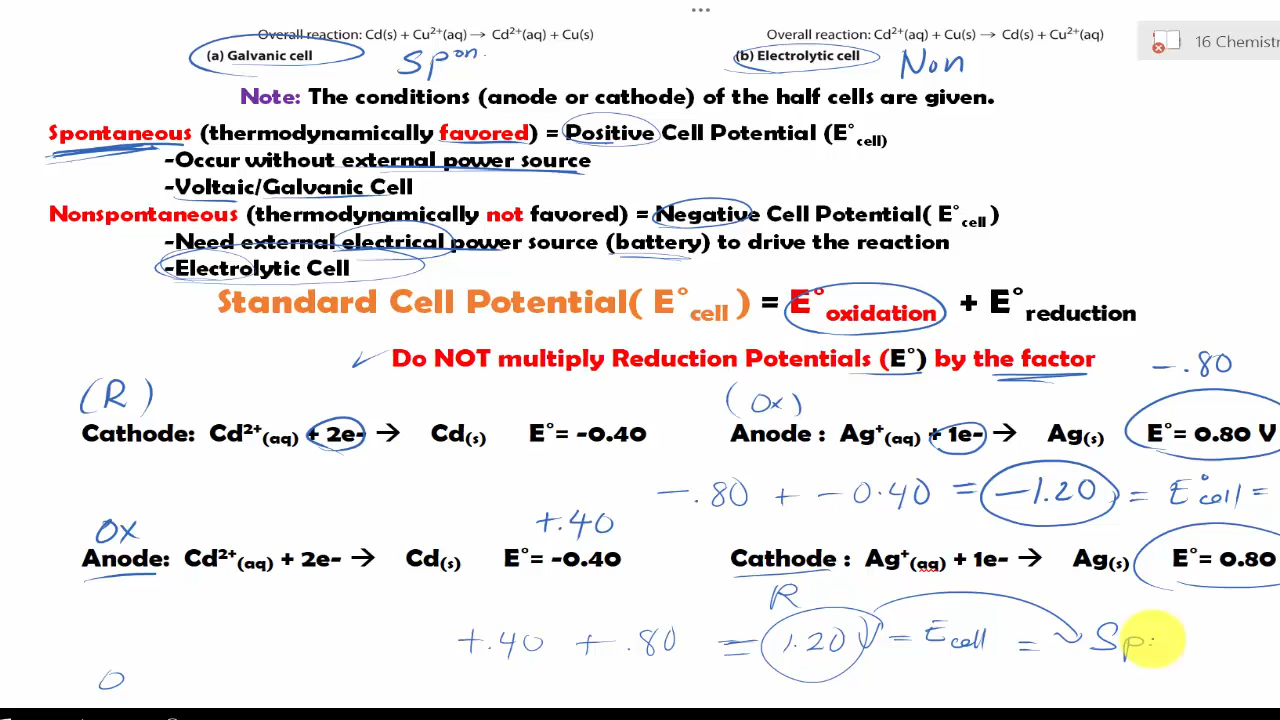 Overall reaction: Cd(s) + Cu²⁺(aq) → Cd²⁺(aq) + Cu(s)
Overall reaction: Cd²⁺(aq) + Cu(s) → Cd(s) + Cu²⁺(aq)
16 Chemistr
(a) Galvanic cell Spon.
(b) Electrolytic cell Non
Note: The conditions (anode or cathode) of the half cells are given.
Spontaneous (thermodynamically favored) = Positive Cell Potential (E°cell)
-Occur without external power source
-Voltaic/Galvanic Cell
Nonspontaneous (thermodynamically not favored) = Negative Cell Potential( E°cell)
-Need external electrical power source (battery) to drive the reaction
-Electrolytic Cell
Standard Cell Potential( E°cell ) = E°oxidation + E°reduction
Do NOT multiply Reduction Potentials (E°) by the factor
-.80
(R)
(Ox)
Cathode: Cd²⁺(aq) + 2e- → Cd(s) E°= -0.40
Anode : Ag⁺(aq) + 1e- → Ag(s) E°= 0.80 V
-.80 + -0.40 = -1.20 = E°cell =
OX
+.40
Anode: Cd²⁺(aq) + 2e- → Cd(s) E°= -0.40
Cathode : Ag⁺(aq) + 1e- → Ag(s) E°= 0.80
R
+.40 + .80 = 1.20 V = Ecell = ~ Sp
O